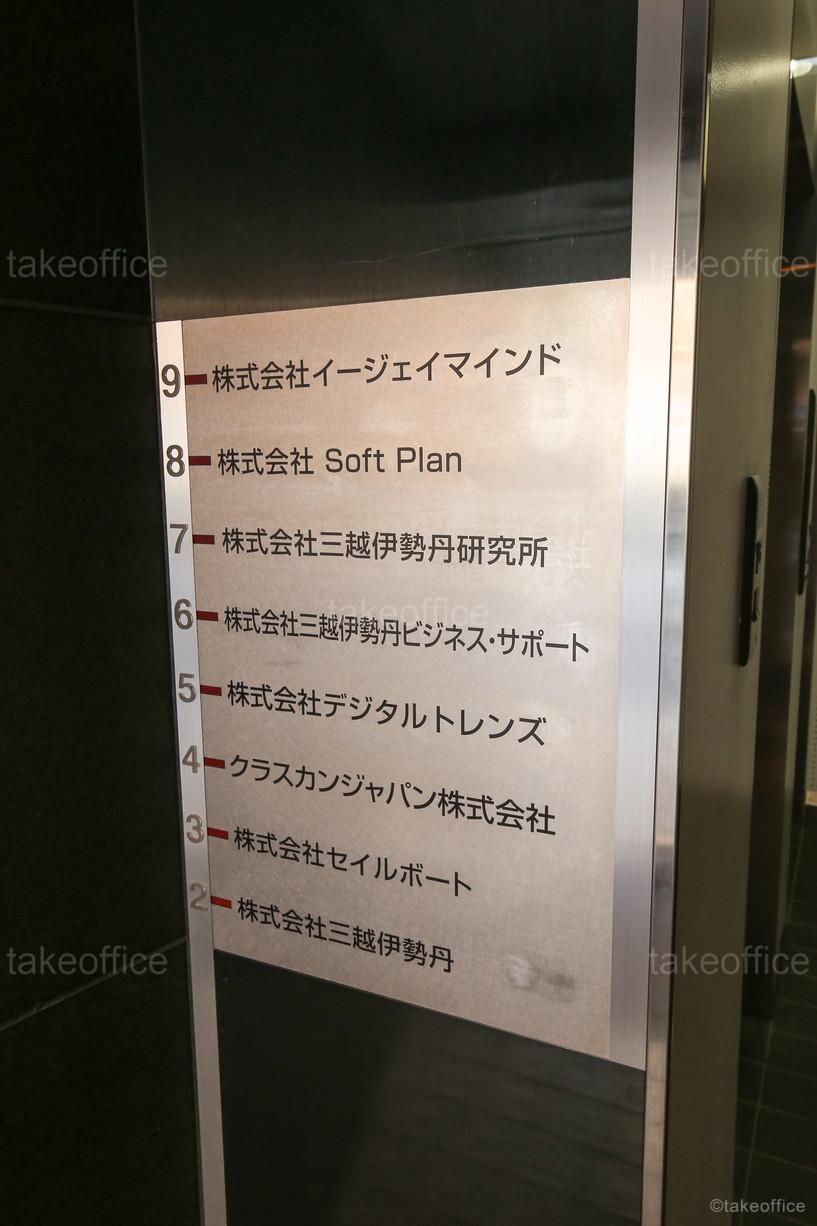 takeoffice takeoffice
9 株式会社イージェイマインド
8 株式会社 Soft Plan
7 株式会社三越伊勢丹研究所
takeoffice
6 株式会社三越伊勢丹ビジネス・サポート
5 株式会社デジタルトレンズ
4 クラスカンジャパン株式会社
3 株式会社セイルボート
2 株式会社三越伊勢丹
takeoffice takeoffice
©takeoffice